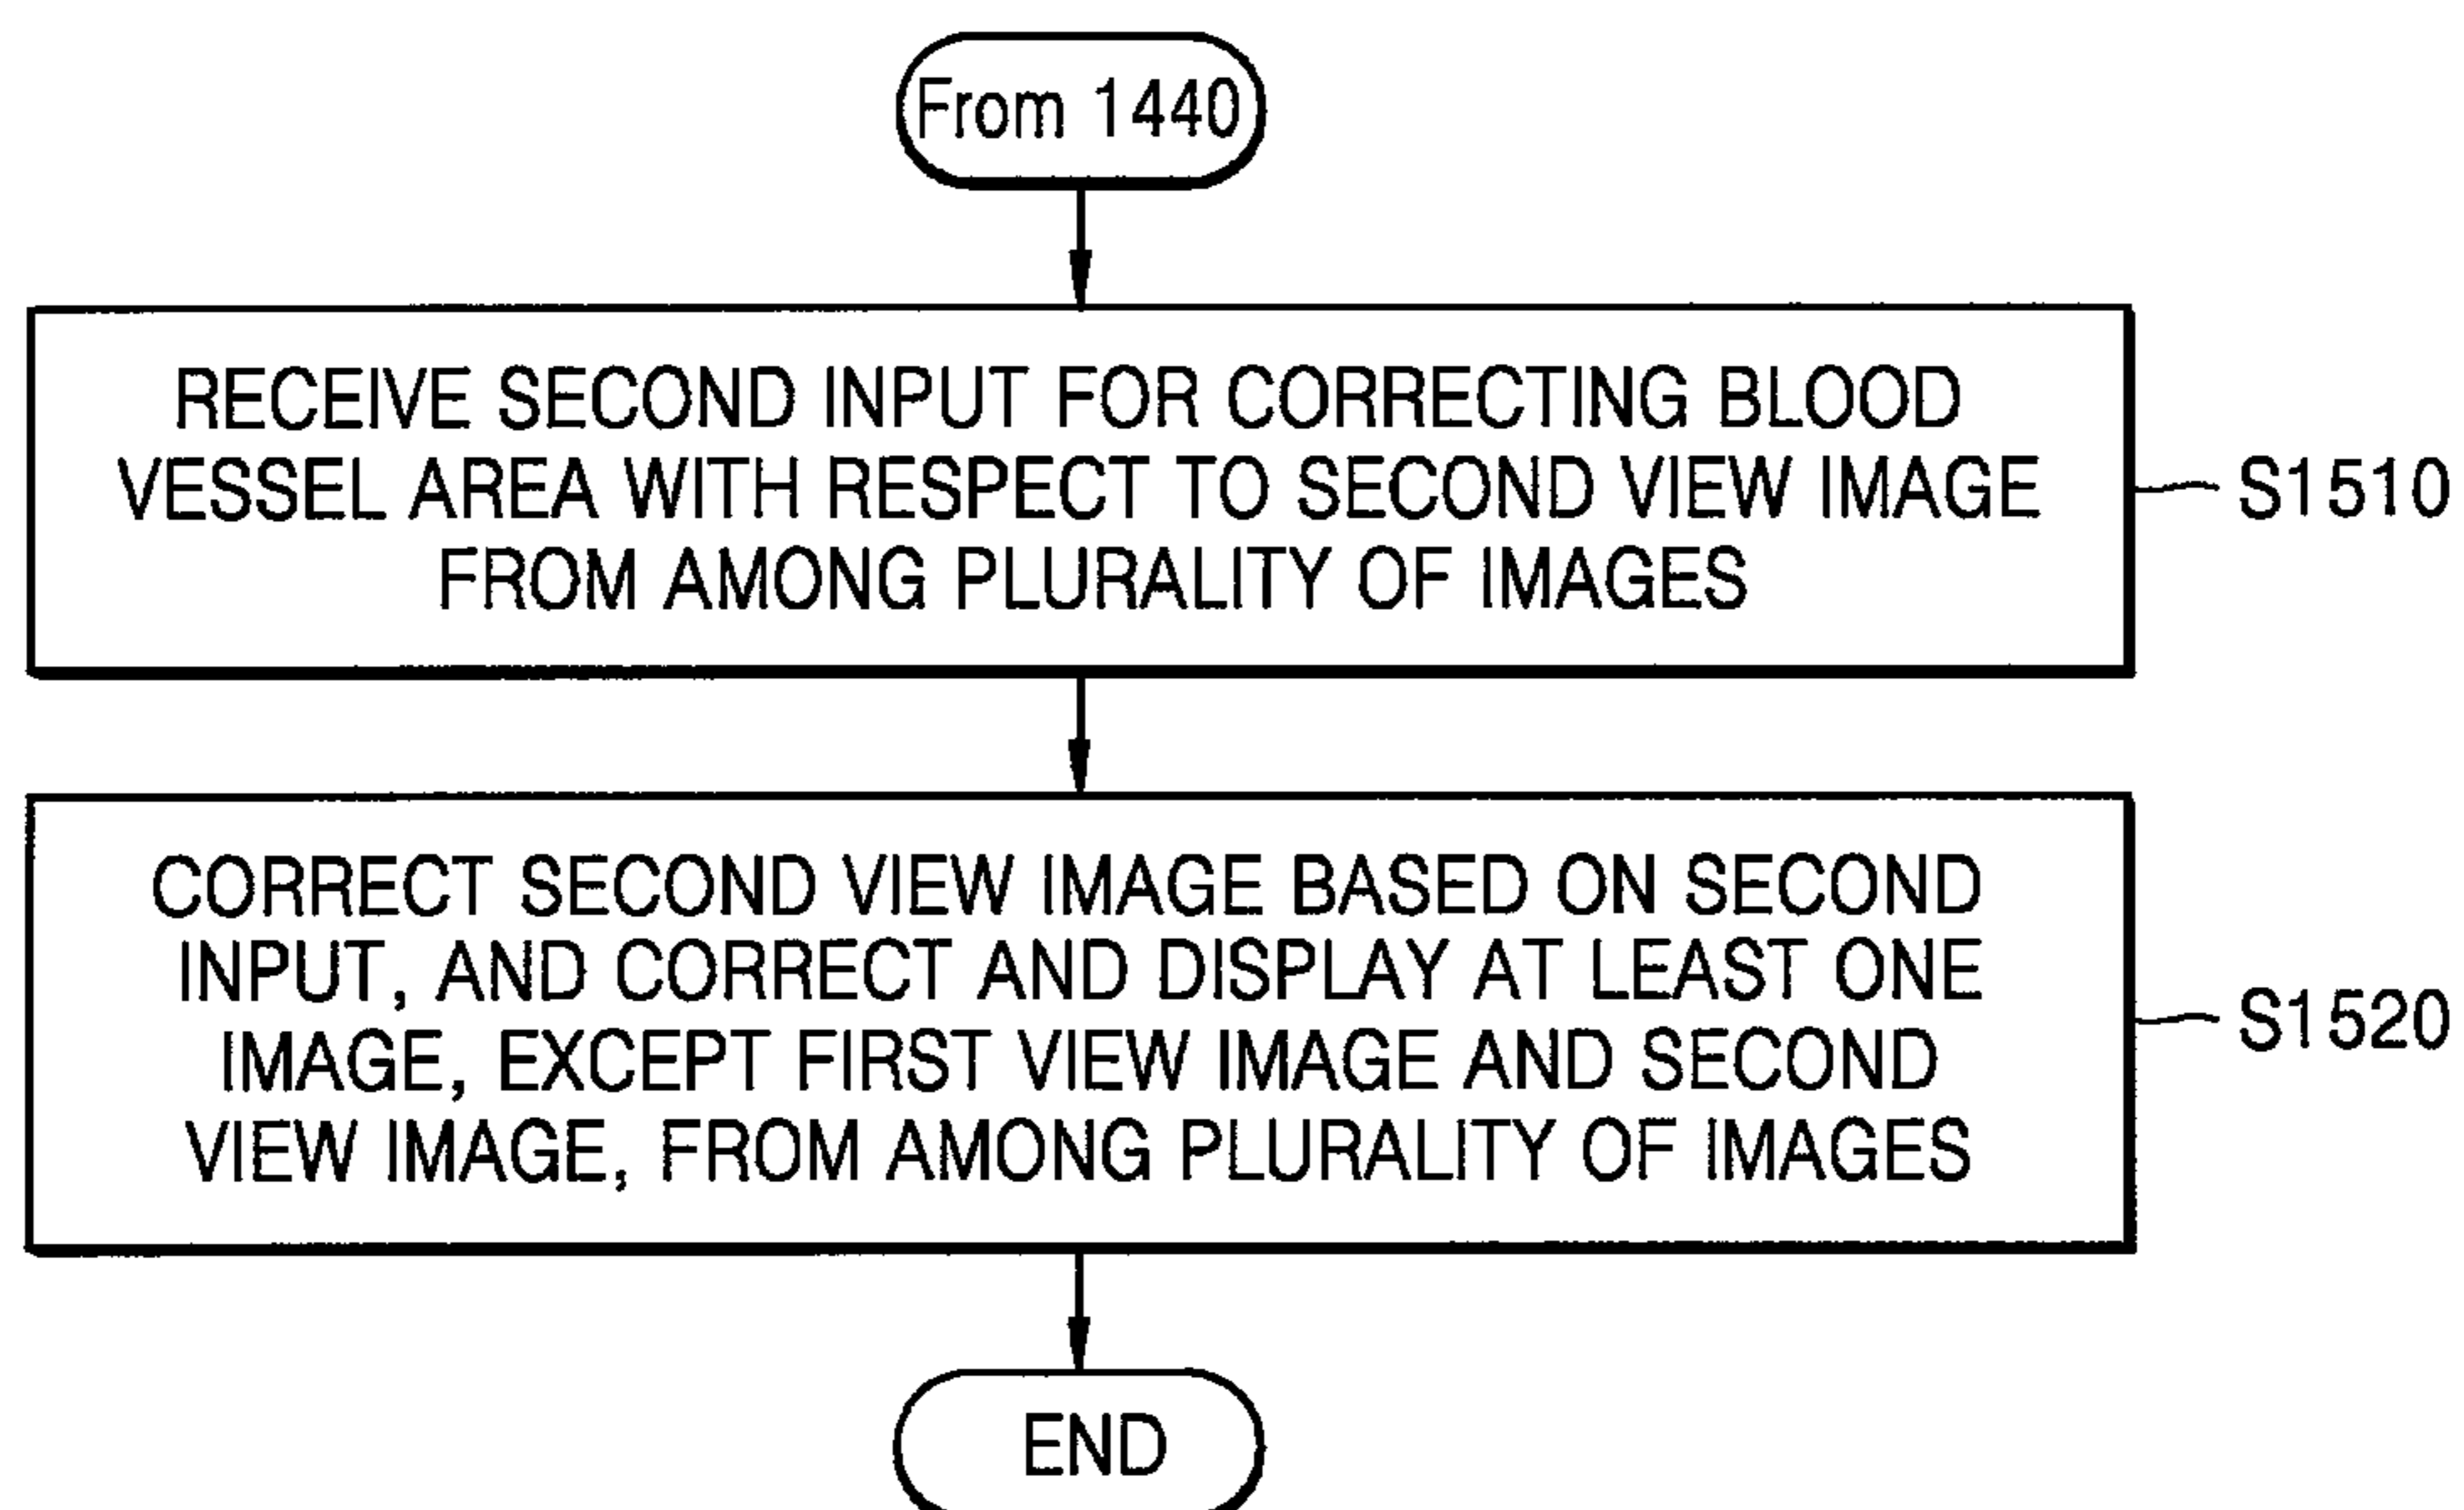 From 1440
RECEIVE SECOND INPUT FOR CORRECTING BLOOD
VESSEL AREA WITH RESPECT TO SECOND VIEW IMAGE
FROM AMONG PLURALITY OF IMAGES
S1510
CORRECT SECOND VIEW IMAGE BASED ON SECOND
INPUT, AND CORRECT AND DISPLAY AT LEAST ONE
IMAGE, EXCEPT FIRST VIEW IMAGE AND SECOND
VIEW IMAGE, FROM AMONG PLURALITY OF IMAGES
S1520
END